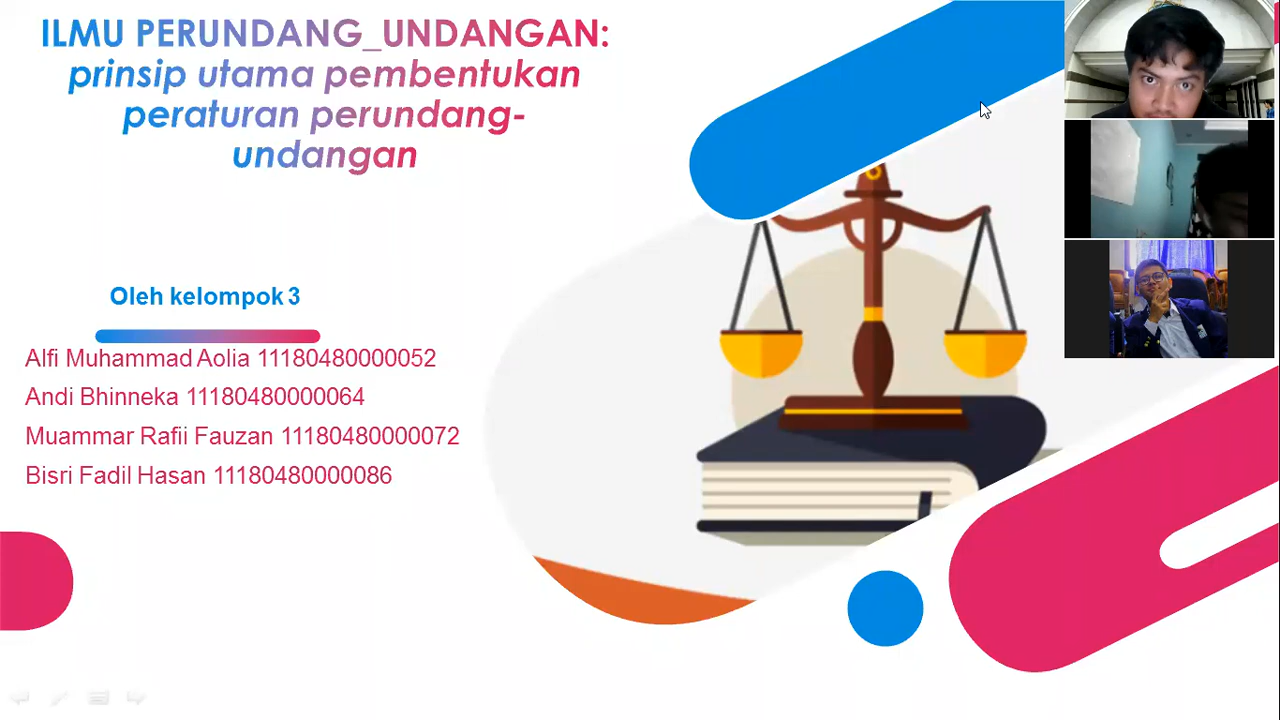 ILMU PERUNDANG_UNDANGAN:
prinsip utama pembentukan
peraturan perundang-
undangan
Oleh kelompok 3
Alfi Muhammad Aolia 11180480000052
Andi Bhinneka 11180480000064
Muammar Rafii Fauzan 11180480000072
Bisri Fadil Hasan 11180480000086